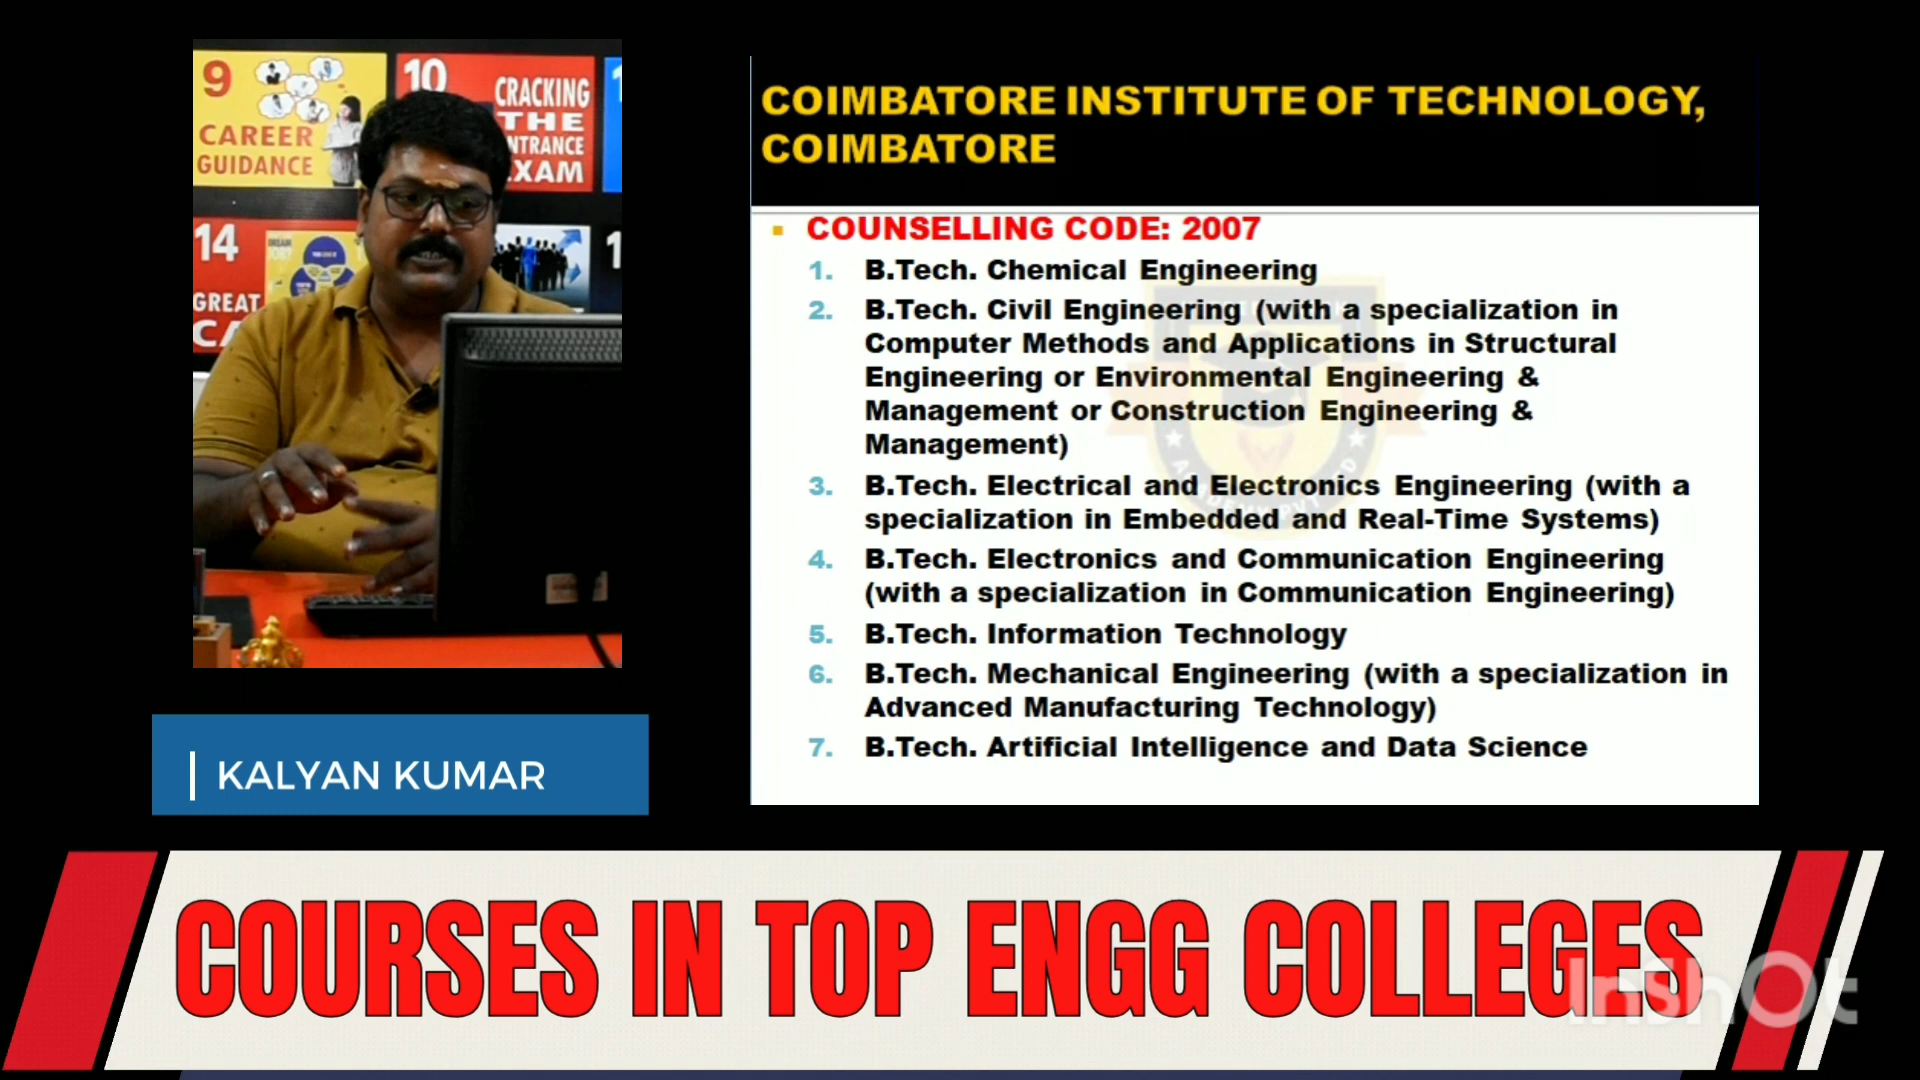 9
CAREER
GUIDANCE
10
CRACKING
THE
EXAM
14
GREAT
COIMBATORE INSTITUTE OF TECHNOLOGY,
COIMBATORE
COUNSELLING CODE: 2007
1. B.Tech. Chemical Engineering
2. B.Tech. Civil Engineering (with a specialization in
Computer Methods and Applications in Structural
Engineering or Environmental Engineering &
Management or Construction Engineering &
Management)
3. B.Tech. Electrical and Electronics Engineering (with a
specialization in Embedded and Real-Time Systems)
4. B.Tech. Electronics and Communication Engineering
(with a specialization in Communication Engineering)
5. B.Tech. Information Technology
6. B.Tech. Mechanical Engineering (with a specialization in
Advanced Manufacturing Technology)
7. B.Tech. Artificial Intelligence and Data Science
KALYAN KUMAR
COURSES IN TOP ENGG COLLEGES
InShOt